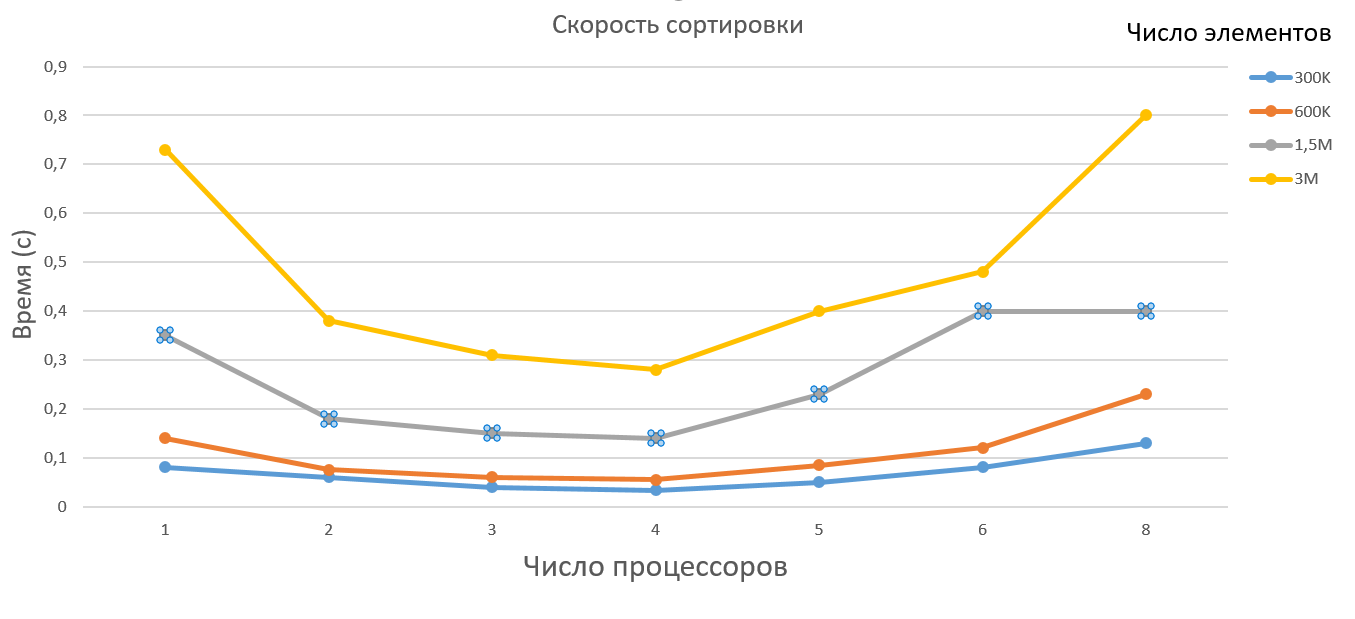 Скорость сортировки
Число элементов
0,9
0,8
0,7
0,6
0,5
0,4
0,3
0,2
0,1
0
Время (с)
1 2 3 4 5 6 8
Число процессоров
300K
600K
1,5M
3M